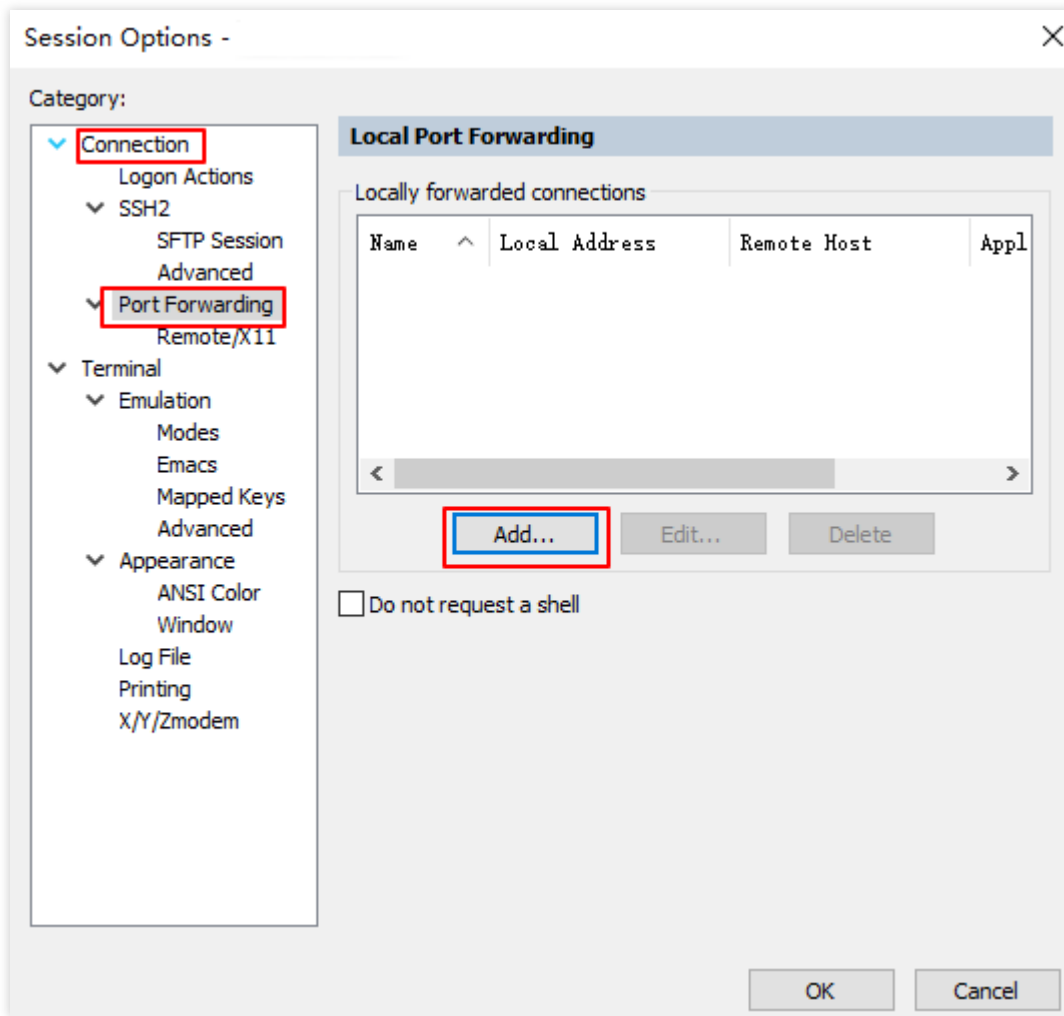 Session Options -
Category:
Connection
Logon Actions
SSH2
SFTP Session
Advanced
Port Forwarding
Remote/X11
Terminal
Emulation
Modes
Emacs
Mapped Keys
Advanced
Appearance
ANSI Color
Window
Log File
Printing
X/Y/Zmodem
Local Port Forwarding
Locally forwarded connections
Name Local Address Remote Host Appl
Add... Edit... Delete
Do not request a shell
OK Cancel